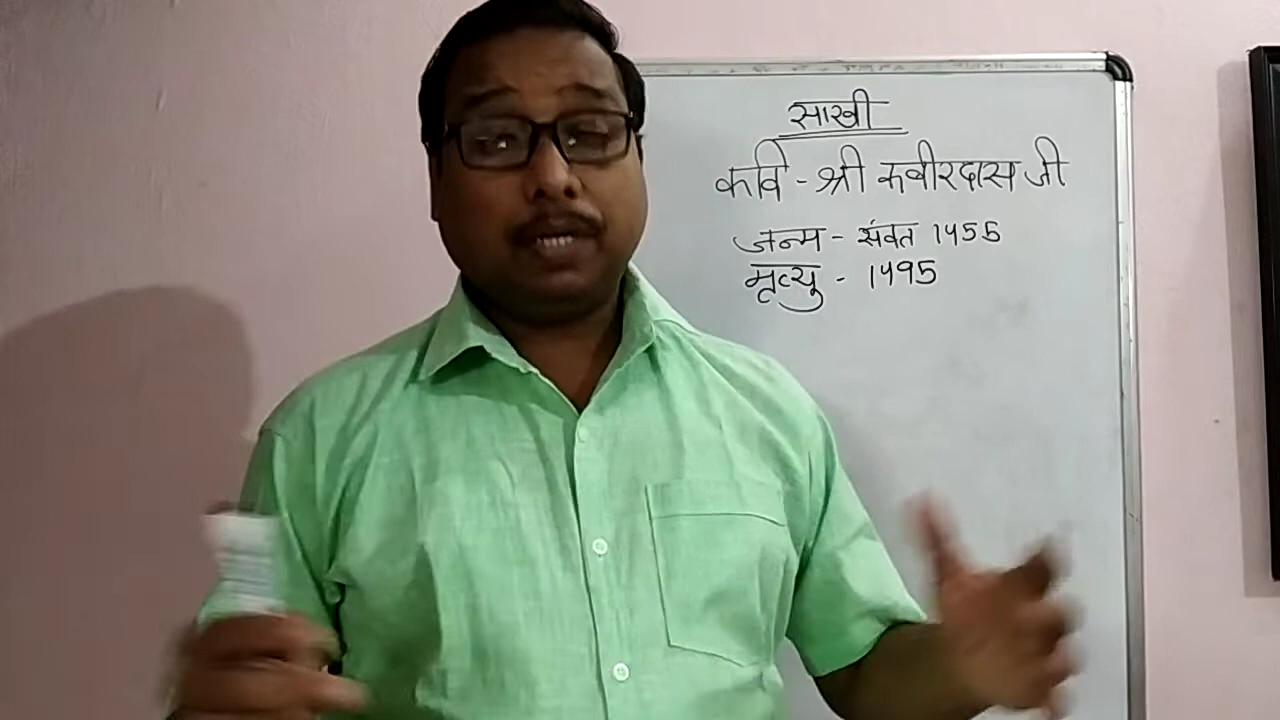 साखी
कवि - श्री कबीरदास जी
जन्म - संवत 1455
मृत्यु - 1495